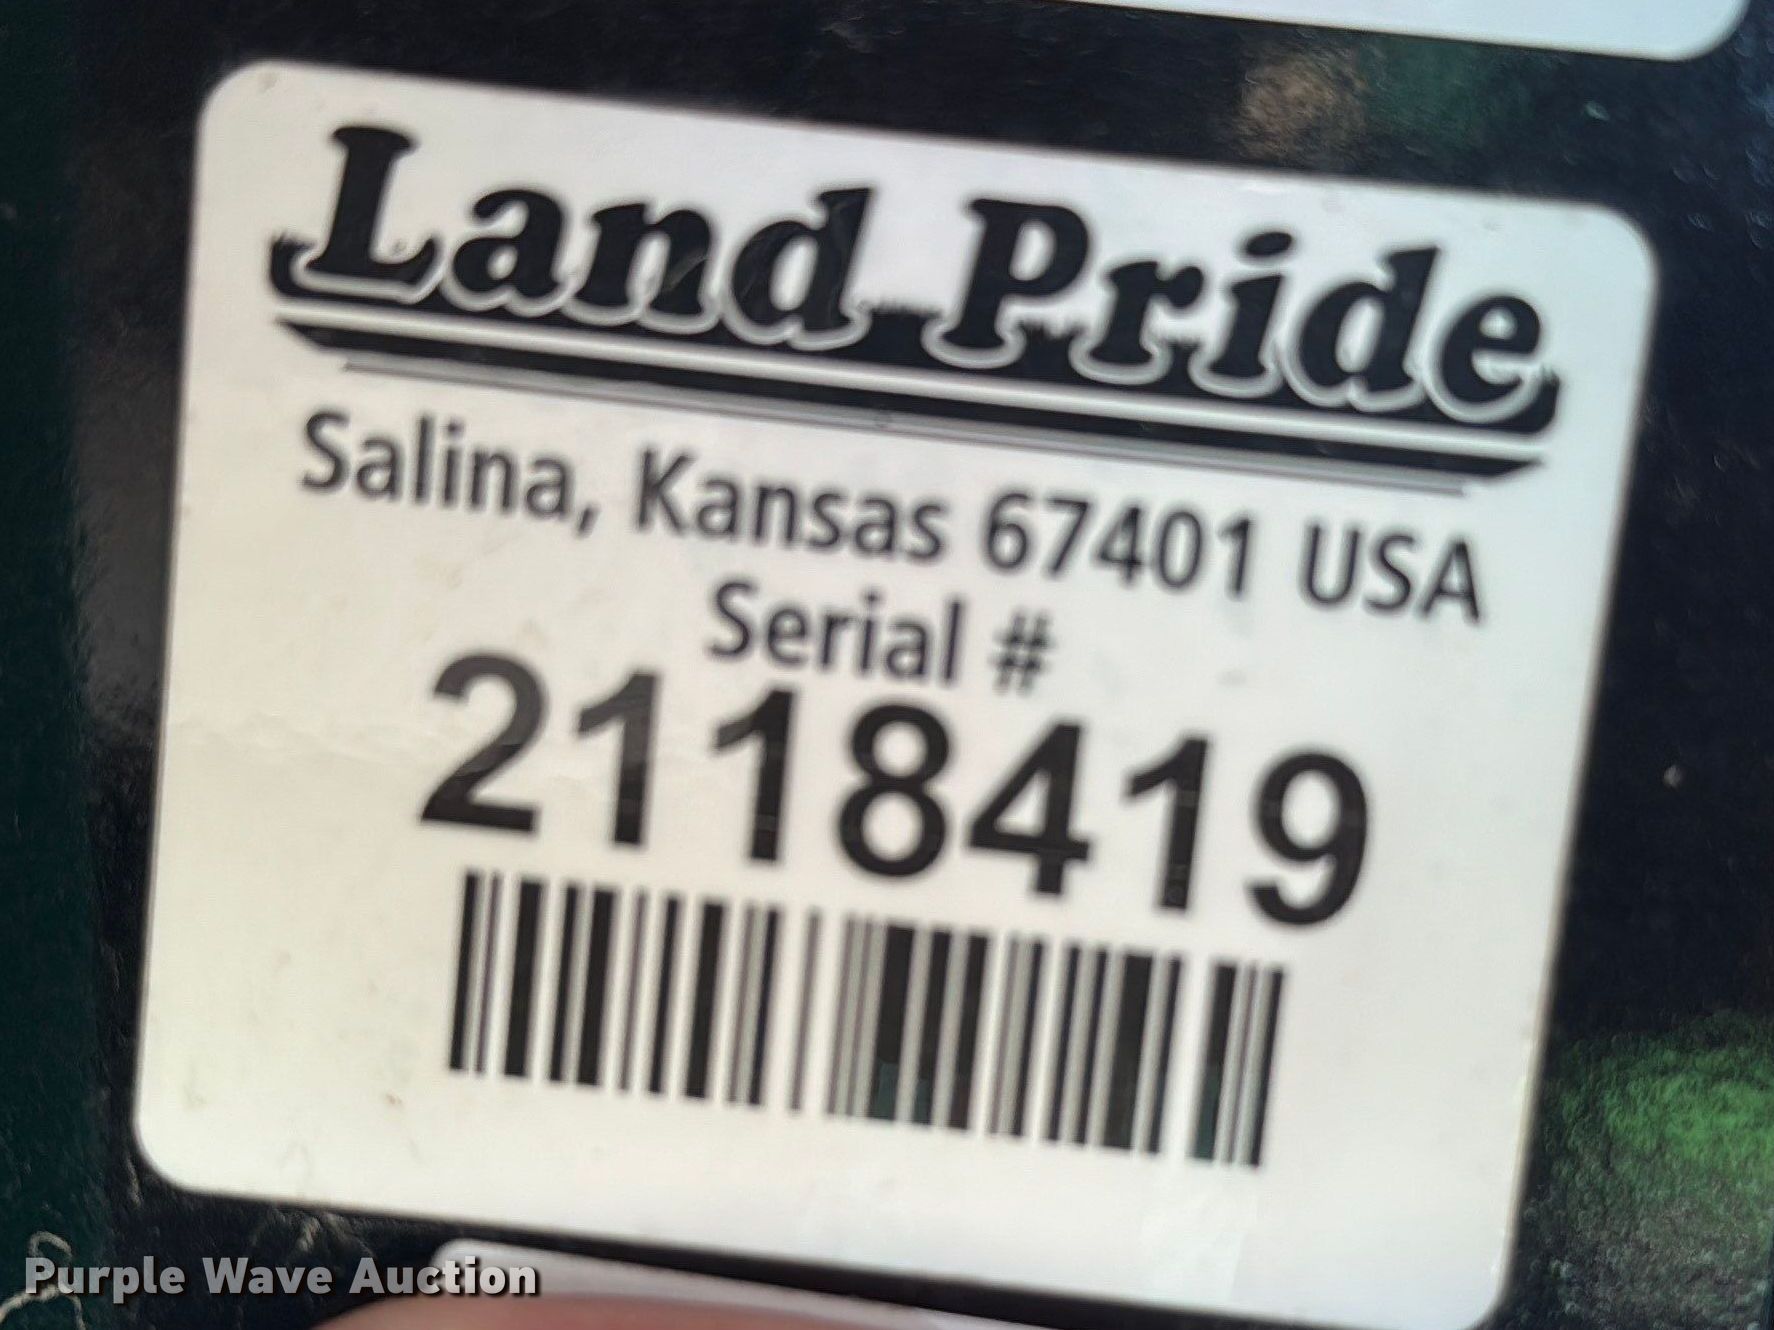 Land Pride
Salina, Kansas 67401 USA
Serial #
2118419
Purple Wave Auction